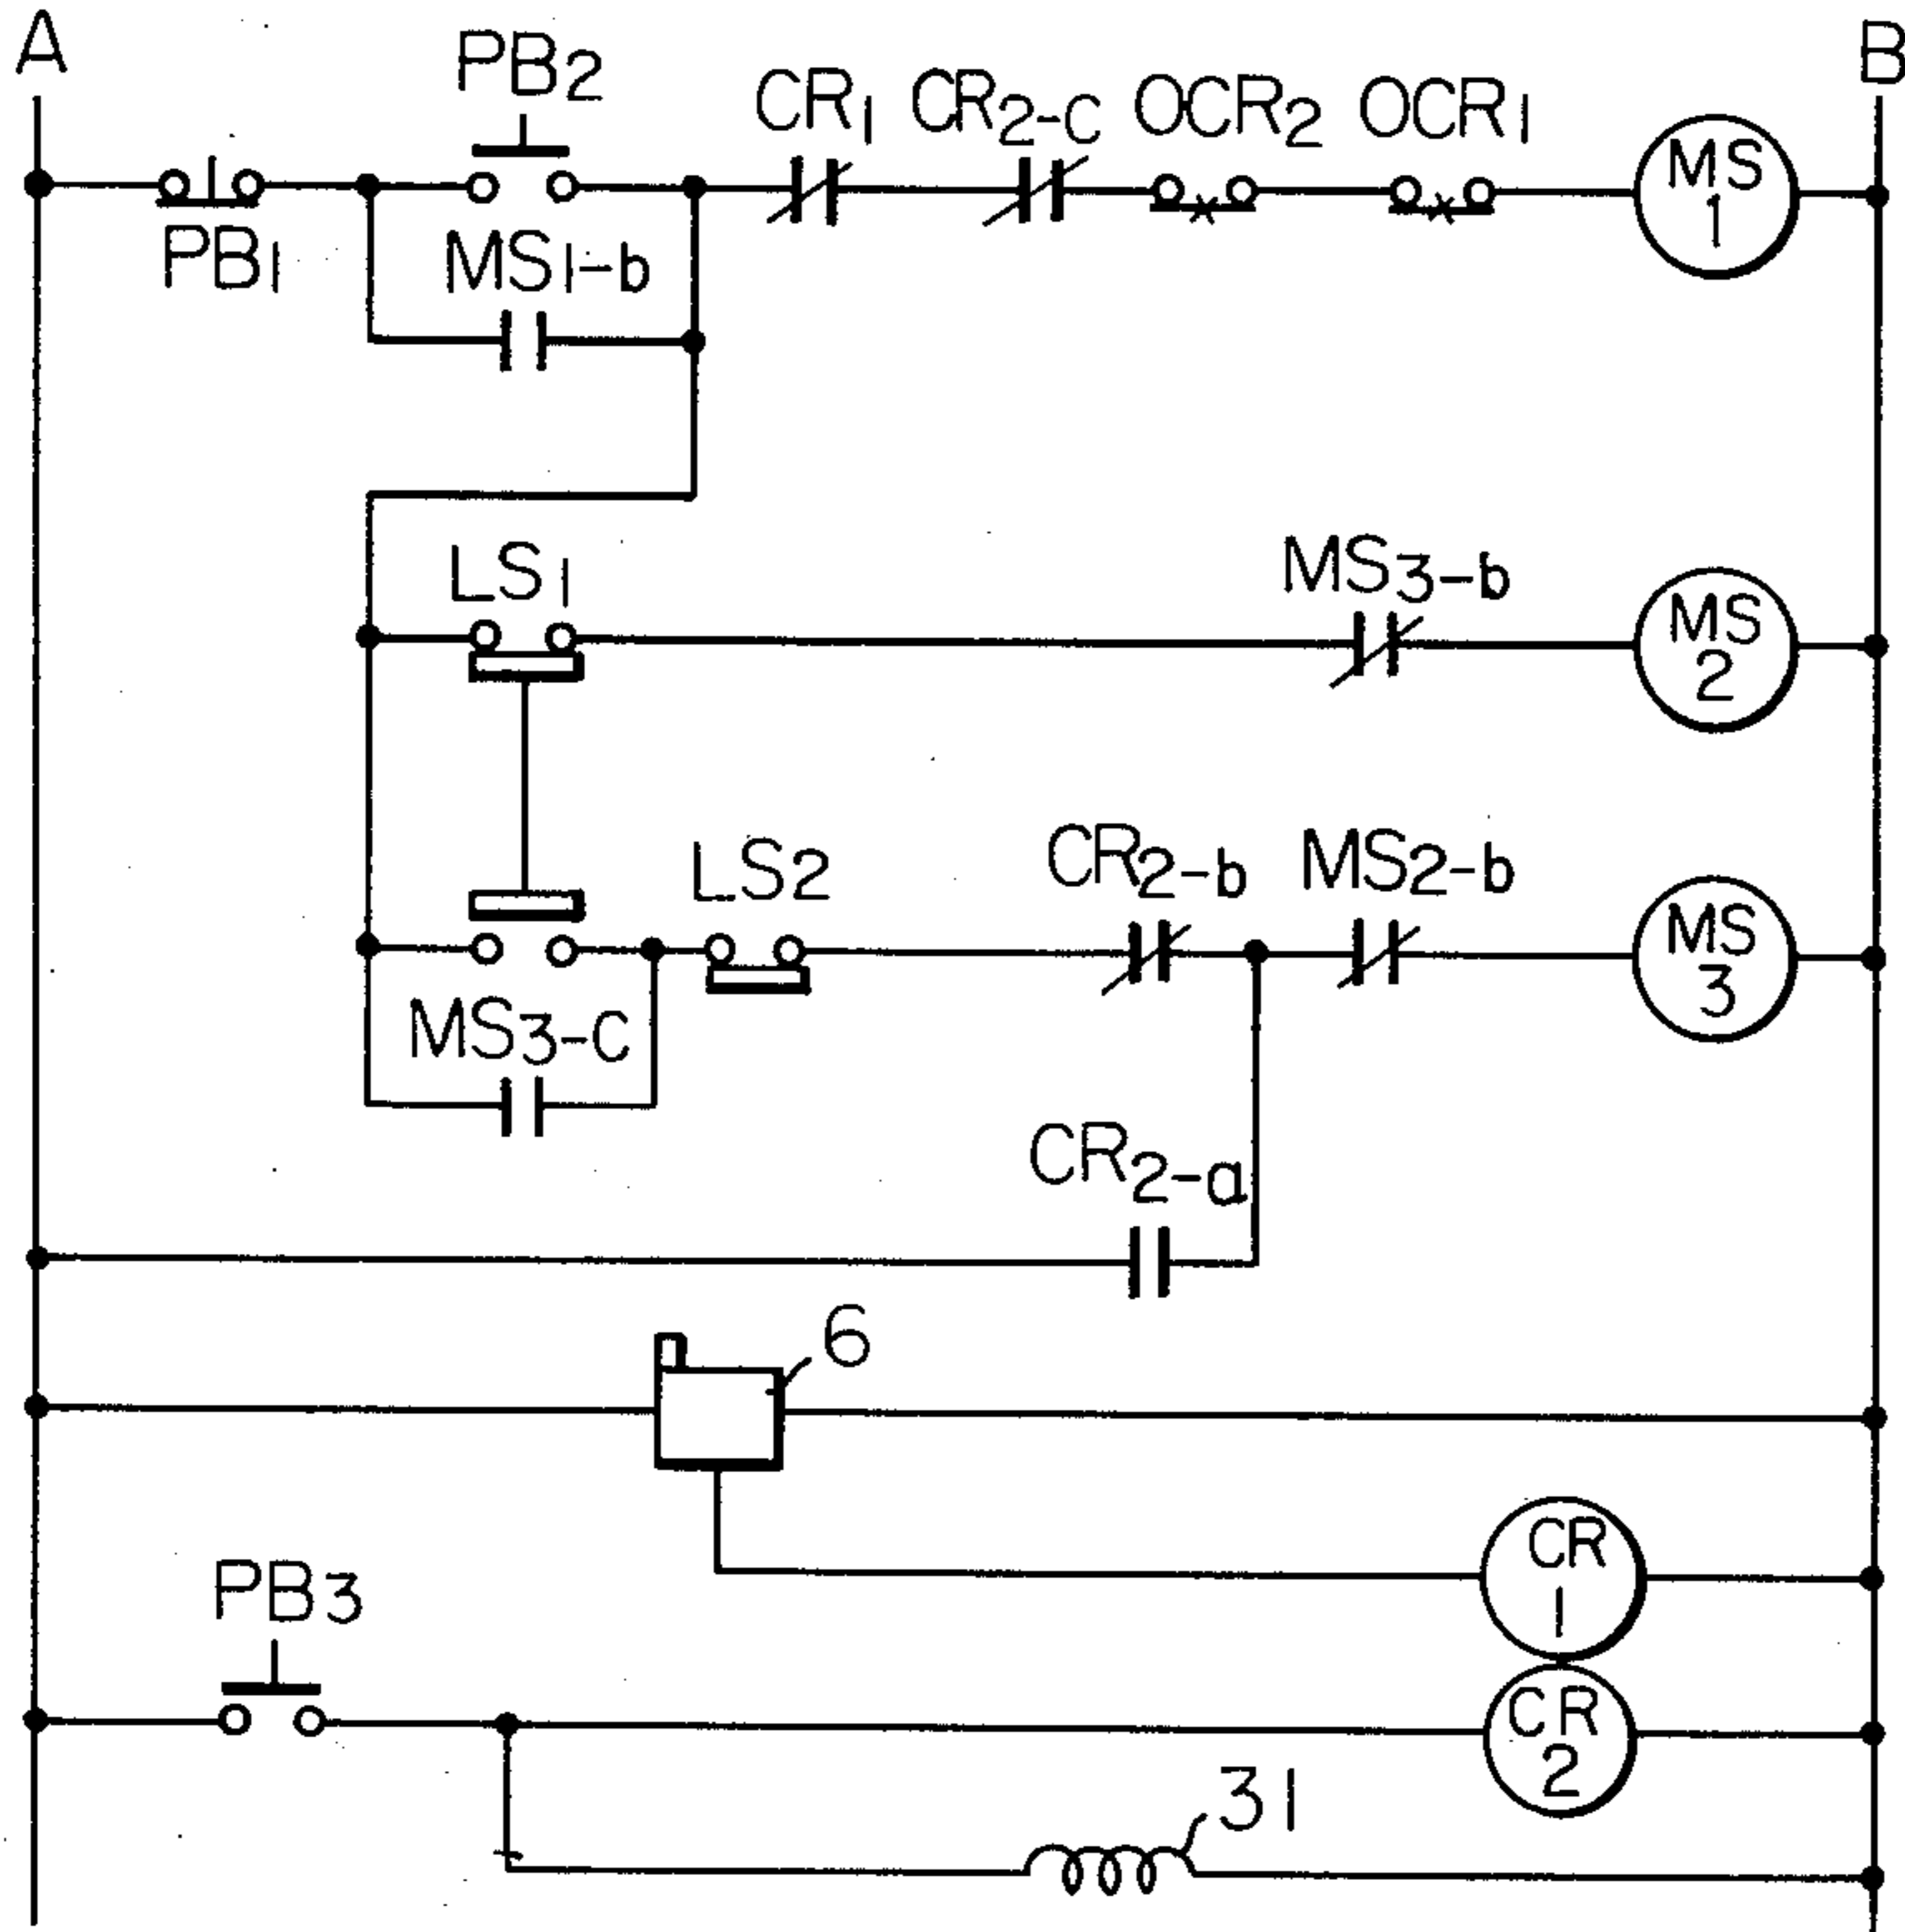 A
B
PB2
CR1
CR2-c
OCR2
OCR1
MS
1
PB1
MS1-b
LS1
MS3-b
MS
2
LS2
CR2-b
MS2-b
MS
3
MS3-c
CR2-a
6
CR
1
PB3
CR
2
31